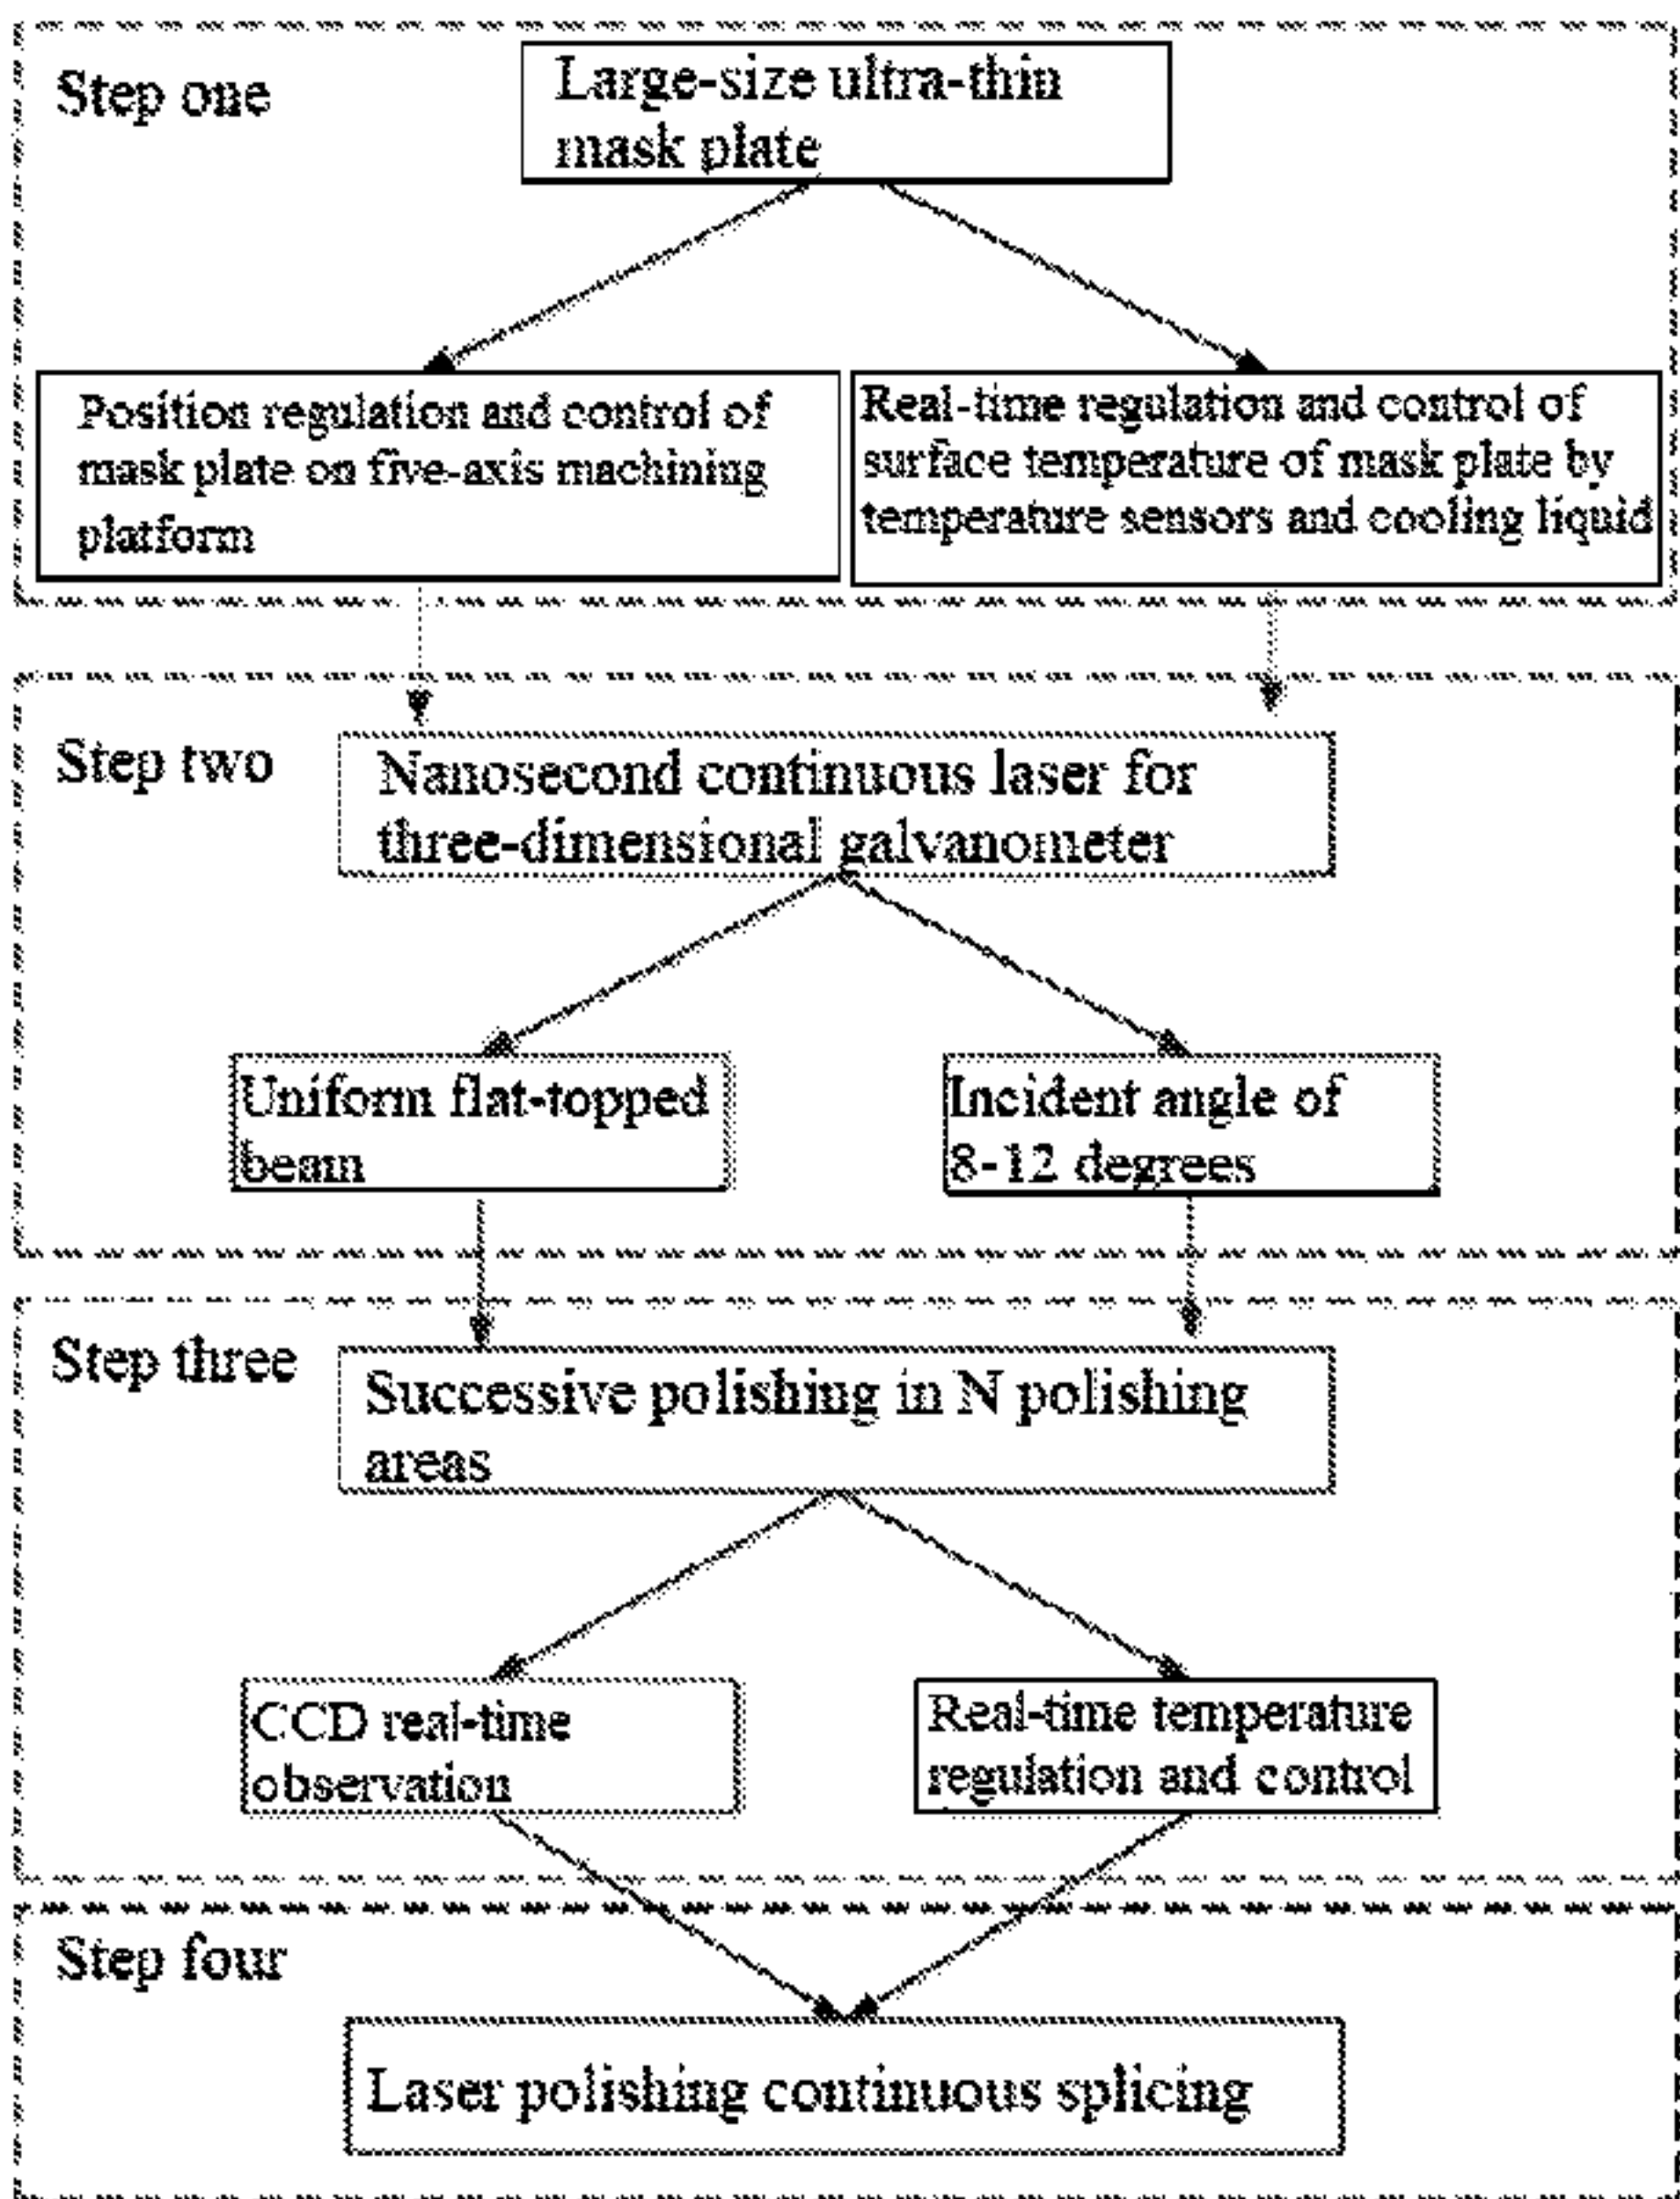 Step one
Large-size ultra-thin
mask plate
Position regulation and control of
mask plate on five-axis machining
platform
Real-time regulation and control of
surface temperature of mask plate by
temperature sensors and cooling liquid
Step two
Nanosecond continuous laser for
three-dimensional galvanometer
Uniform flat-topped
beam
Incident angle of
8-12 degrees
Step three
Successive polishing in N polishing
areas
CCD real-time
observation
Real-time temperature
regulation and control
Step four
Laser polishing continuous splicing